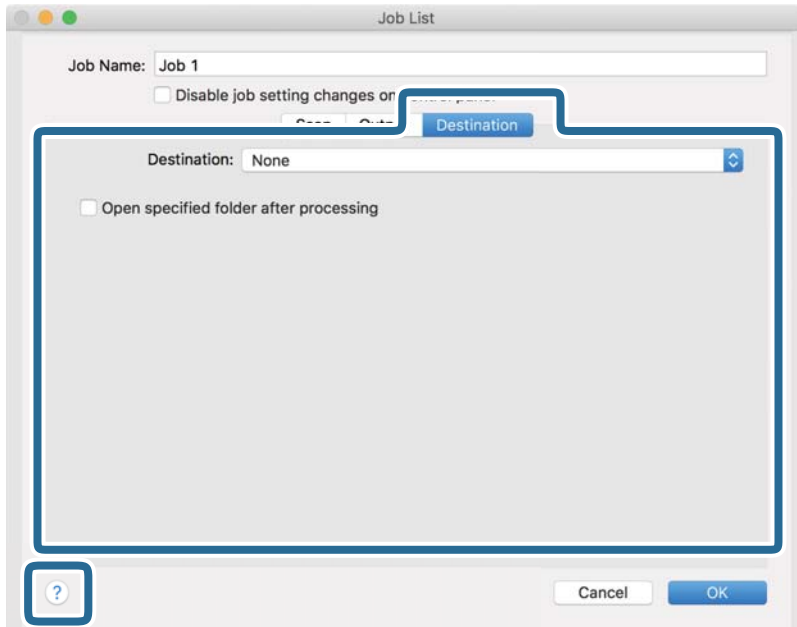 Job List
Job Name: Job 1
Disable job setting changes on
Destination
Destination: None
Open specified folder after processing
? Cancel OK